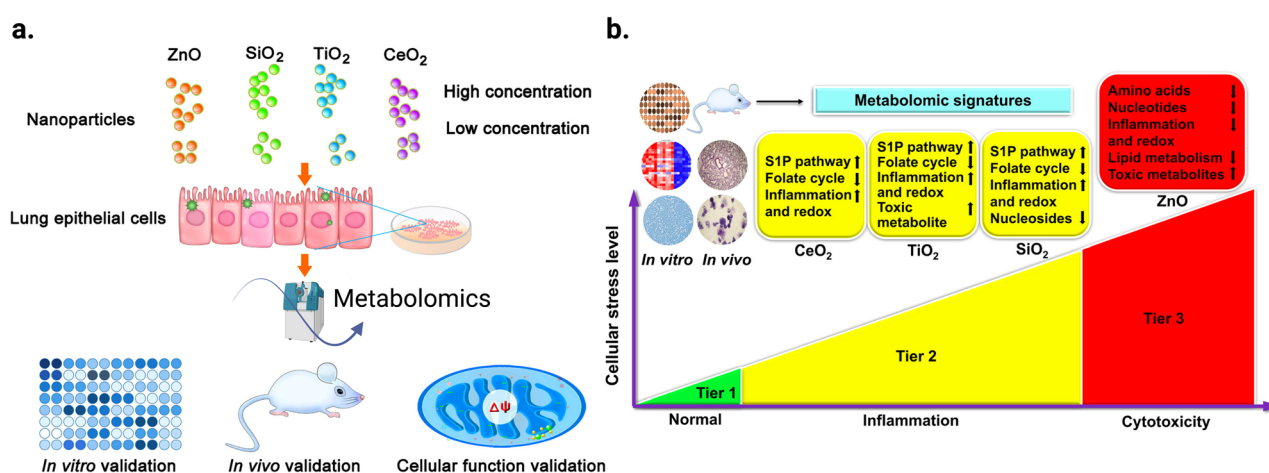 a.
ZnO
SiO₂
TiO₂
CeO₂
Nanoparticles
High concentration
Low concentration
Lung epithelial cells
Metabolomics
ΔΨ
In vitro validation
In vivo validation
Cellular function validation
b.
Metabolomic signatures
In vitro
In vivo
S1P pathway ↑
Folate cycle ↓
Inflammation ↑
and redox
CeO₂
S1P pathway ↑
Folate cycle ↓
Inflammation ↑
and redox
Toxic ↑
metabolite
TiO₂
S1P pathway ↑
Folate cycle ↓
Inflammation ↑
and redox
Nucleosides ↓
SiO₂
Amino acids ↓
Nucleotides ↓
Inflammation ↓
and redox
Lipid metabolism ↓
Toxic metabolites ↑
ZnO
Cellular stress level
Tier 1
Tier 2
Tier 3
Normal
Inflammation
Cytotoxicity